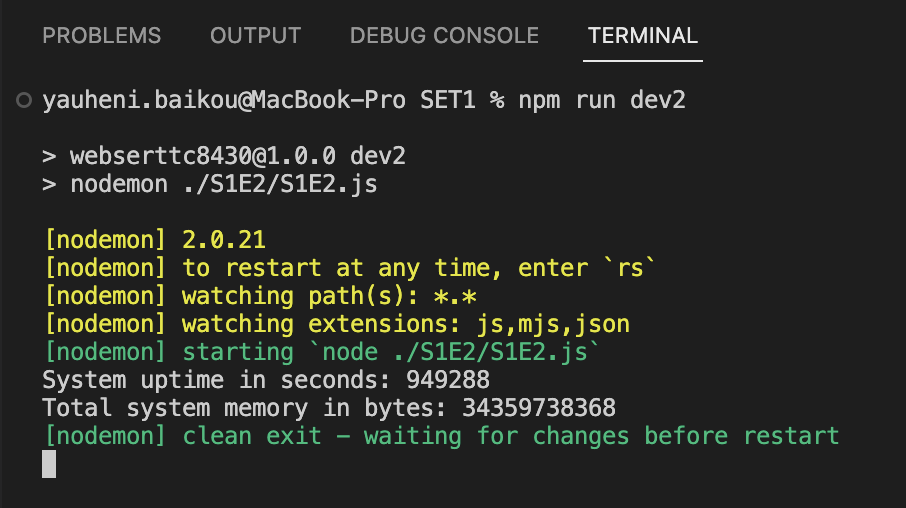 PROBLEMS OUTPUT DEBUG CONSOLE TERMINAL
yauheni.baikou@MacBook-Pro SET1 % npm run dev2
> webserttc8430@1.0.0 dev2
> nodemon ./S1E2/S1E2.js
[nodemon] 2.0.21
[nodemon] to restart at any time, enter `rs`
[nodemon] watching path(s): *.*
[nodemon] watching extensions: js,mjs,json
[nodemon] starting `node ./S1E2/S1E2.js`
System uptime in seconds: 949288
Total system memory in bytes: 34359738368
[nodemon] clean exit - waiting for changes before restart